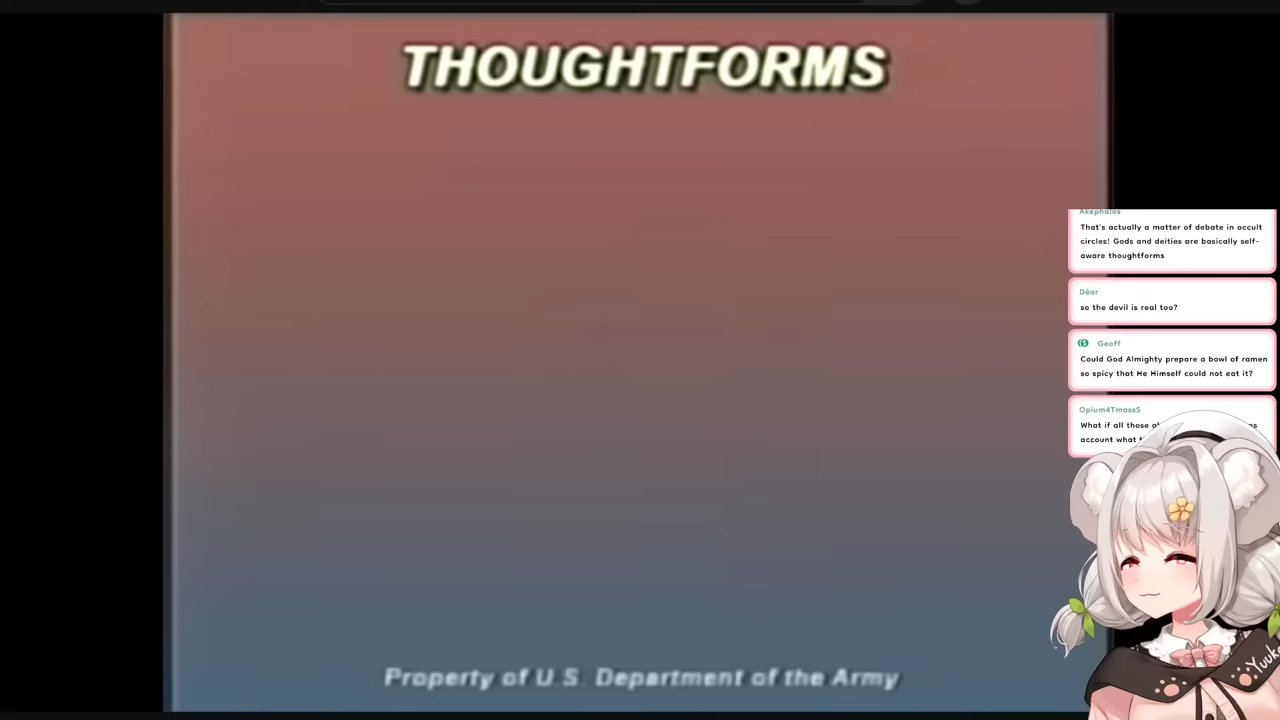 THOUGHTFORMS
Akephalos
That's actually a matter of debate in occult
circles! Gods and deities are basically self-
aware thoughtforms
Dèar
so the devil is real too?
Geoff
Could God Almighty prepare a bowl of ramen
so spicy that He Himself could not eat it?
Opium4TmassS
What if all those
account what
Property of U.S. Department of the Army